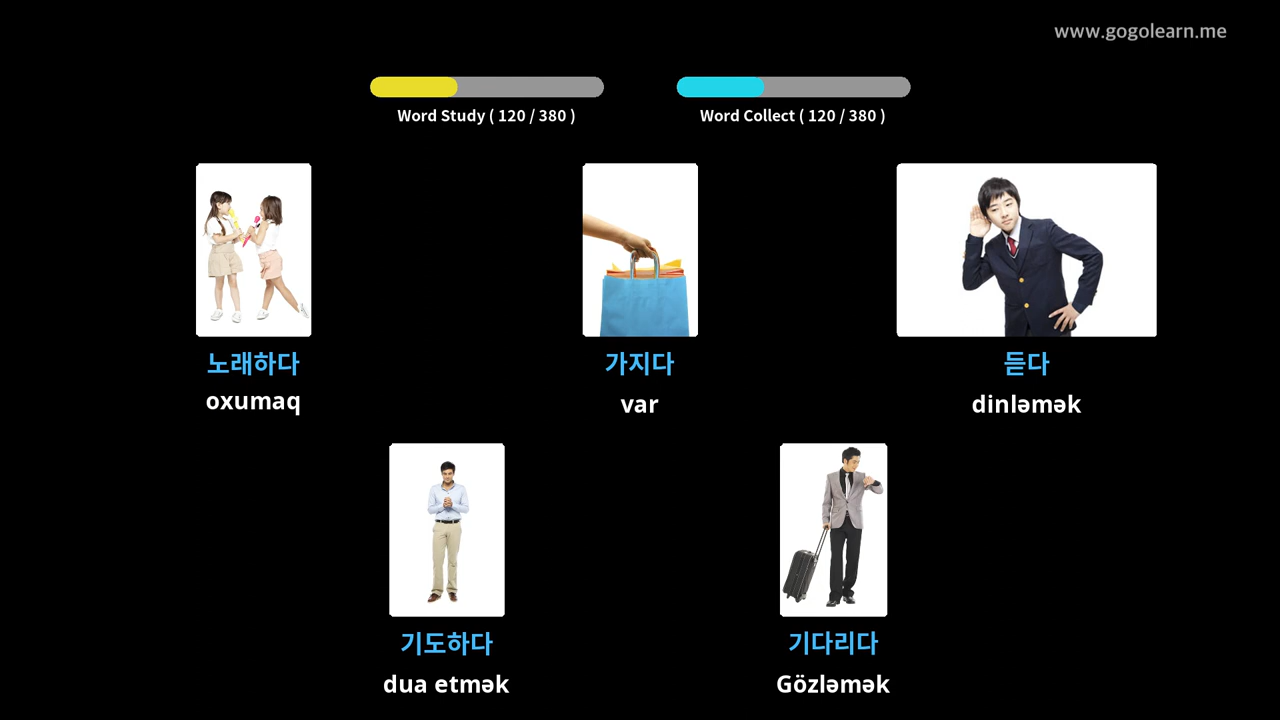 www.gogolearn.me
Word Study ( 120 / 380 )
Word Collect ( 120 / 380 )
노래하다
oxumaq
가지다
var
듣다
dinləmək
기도하다
dua etmək
기다리다
Gözləmək